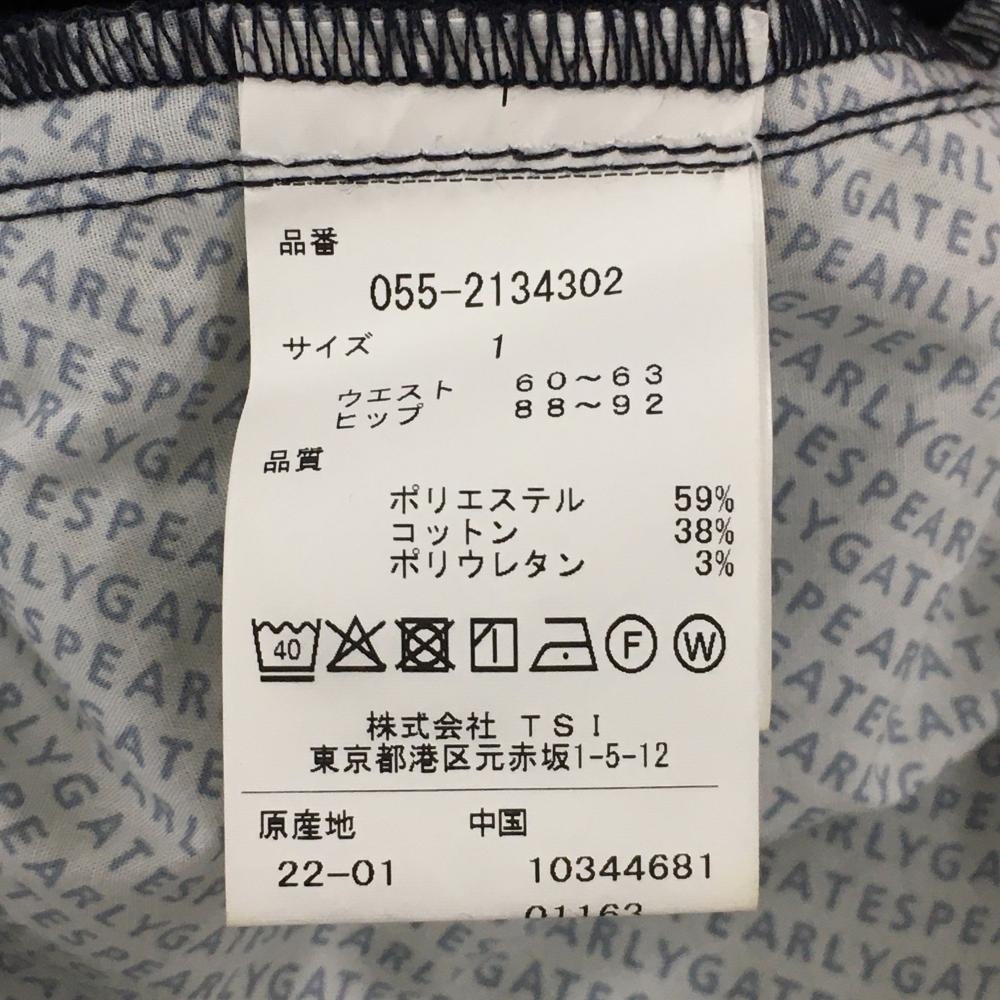 品番
055-2134302
サイズ 1
ウエスト 60～63
ヒップ 88～92
品質
ポリエステル 59%
コットン 38%
ポリウレタン 3%
40 F W
株式会社 TSI
東京都港区元赤坂1-5-12
原産地 中国
22-01 10344681
01163
PEARLYGATES